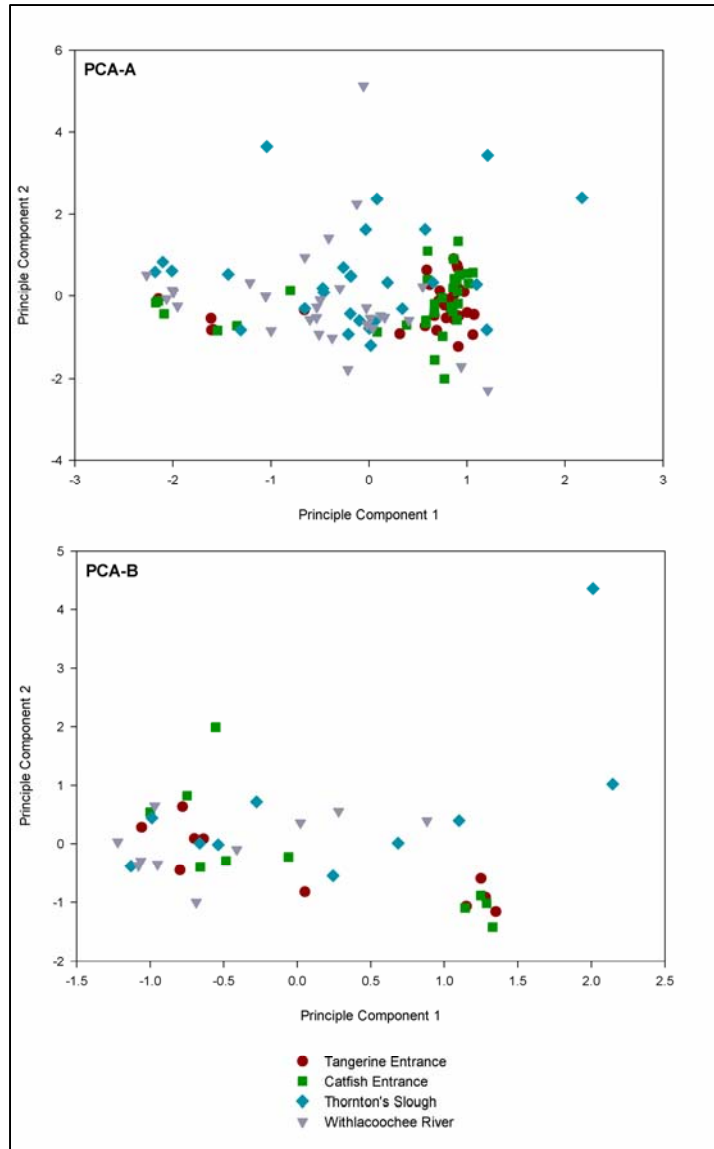 PCA-A
6
4
2
0
-2
-4
Principle Component 2
-3 -2 -1 0 1 2 3
Principle Component 1
PCA-B
5
4
3
2
1
0
-1
-2
Principle Component 2
-1.5 -1.0 -0.5 0.0 0.5 1.0 1.5 2.0 2.5
Principle Component 1
Tangerine Entrance
Catfish Entrance
Thornton's Slough
Withlacoochee River